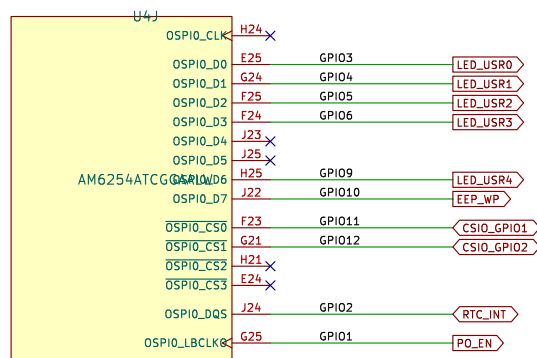 U4J
OSPI0_CLK H24
OSPI0_D0 E25 GPIO3 LED_USR0
OSPI0_D1 G24 GPIO4 LED_USR1
OSPI0_D2 F25 GPIO5 LED_USR2
OSPI0_D3 F24 GPIO6 LED_USR3
OSPI0_D4 J23
OSPI0_D5 J25
AM6254ATCGGAALW OSPI0_D6 H25 GPIO9 LED_USR4
OSPI0_D7 J22 GPIO10 EEP_WP
OSPI0_CS0 F23 GPIO11 CSIO_GPIO1
OSPI0_CS1 G21 GPIO12 CSIO_GPIO2
OSPI0_CS2 H21
OSPI0_CS3 E24
OSPI0_DQS J24 GPIO2 RTC_INT
OSPI0_LBCLKO G25 GPIO1 PO_EN